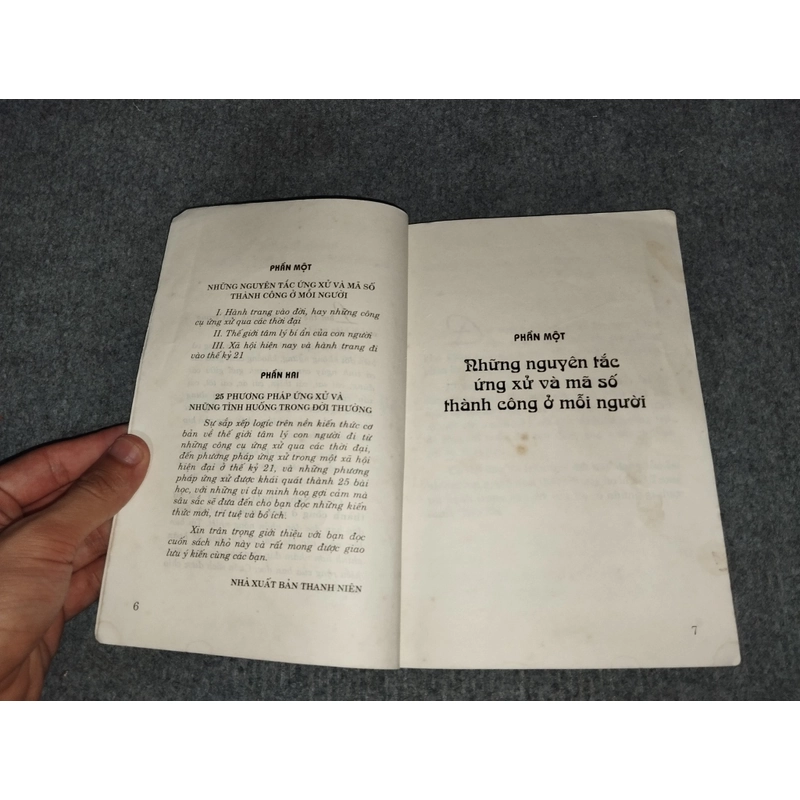 PHẦN MỘT
NHỮNG NGUYÊN TẮC ỨNG XỬ VÀ MÃ SỐ
THÀNH CÔNG Ở MỖI NGƯỜI
I. Hành trang vào đời, hay những công
cụ ứng xử qua các thời đại
II. Thế giới tâm lý bí ẩn của con người
III. Xã hội hiện nay và hành trang đi
vào thế kỷ 21
PHẦN HAI
25 PHƯƠNG PHÁP ỨNG XỬ VÀ
NHỮNG TÌNH HUỐNG TRONG ĐỜI THƯỜNG
Sự sắp xếp logic trên nền kiến thức cơ
bản về thế giới tâm lý con người đi từ
những công cụ ứng xử qua các thời đại,
đến phương pháp ứng xử trong một xã hội
hiện đại ở thế kỷ 21, và những phương
pháp ứng xử được khái quát thành 25 bài
học, với những ví dụ minh hoạ gợi cảm mà
sâu sắc sẽ đưa đến cho bạn đọc những kiến
thức mới, trí tuệ và bổ ích.
Xin trân trọng giới thiệu với bạn đọc
cuốn sách nhỏ này và rất mong được giao
lưu ý kiến cùng các bạn.
NHÀ XUẤT BẢN THANH NIÊN
6
PHẦN MỘT
Những nguyên tắc
ứng xử và mã số
thành công ở mỗi người
7